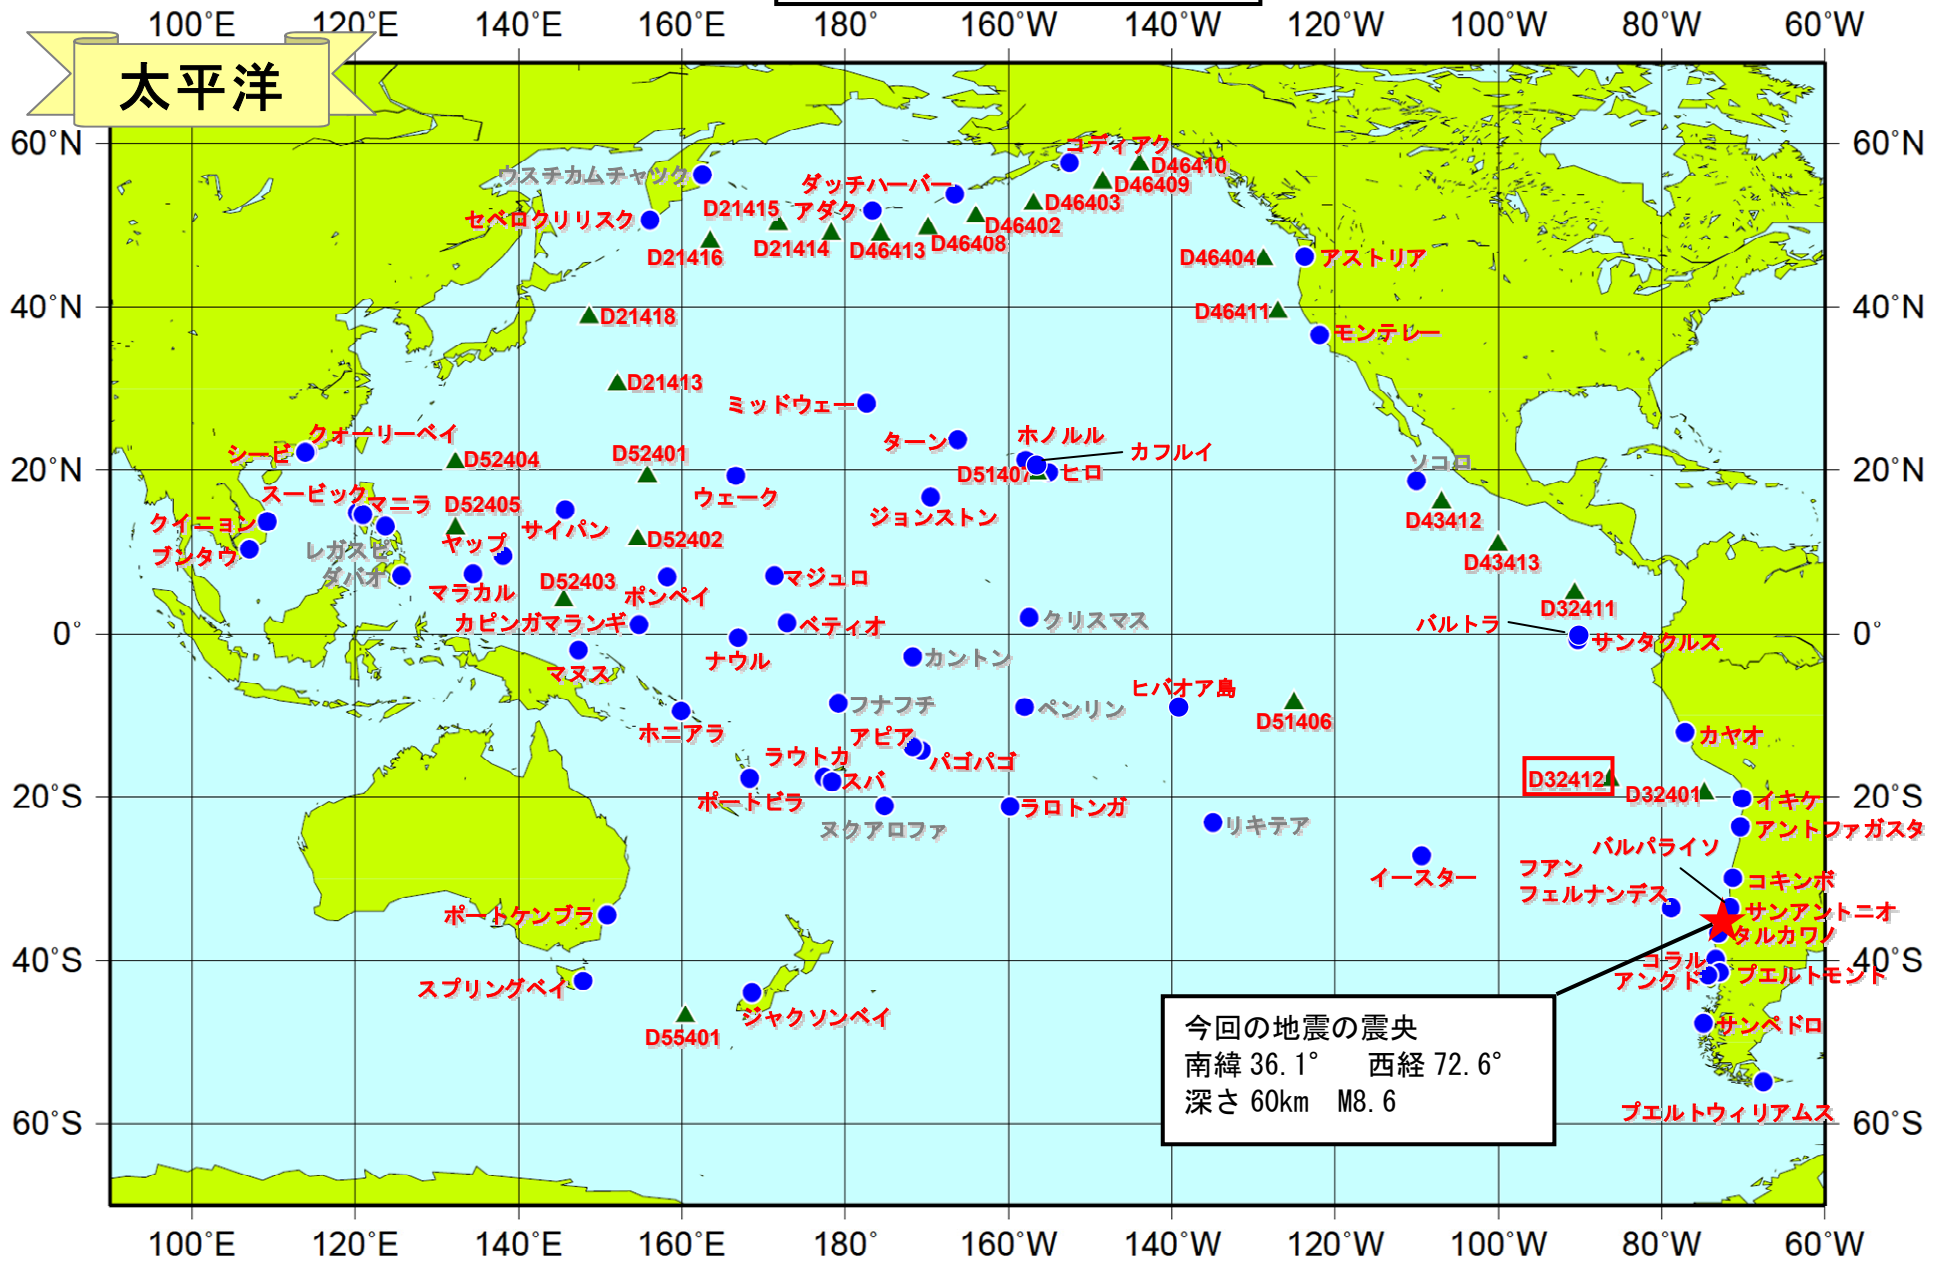 100°E 120°E 140°E 160°E 180° 160°W 140°W 120°W 100°W 80°W 60°W
太平洋
60°N 60°N
コディアク
D46410
ウスチカムチャツク
ダッチハーバー
D46409
D46403
D21415 アダク
セベロクリリスク
D46402
D21414 D46413 D46408
D21416
D46404 アストリア
40°N 40°N
D46411
D21418
モンテレー
D21413
ミッドウェー
クォーリーベイ
ターン
ホノルル
カフルイ
シービ
D52404
D52401
ソコロ
20°N 20°N
D51407 ヒロ
スービック マニラ
D52405
ウェーク
ジョンストン
D43412
クイニョン
サイパン
ヤップ
D52402
レガスピ
ブンタウ
D43413
ダバオ
D52403
マジュロ
マラカル
ポンペイ
D32411
カピンガマランギ
ベティオ
クリスマス
バルトラ
0° 0°
サンタクルス
ナウル
カントン
マヌス
ヒバオア島
フナフチ
ペンリン
D51406
ホニアラ
アピア
カヤオ
ラウトカ
パゴパゴ
スバ
D32412
D32401
20°S 20°S
ポートビラ
ラロトンガ
イキケ
ヌクアロファ
リキテア
アントファガスタ
バルパライソ
フアン
フェルナンデス
イースター
コキンボ
ポートケンブラ
サンアントニオ
タルカワノ
40°S 40°S
コラル
アンクド
プエルトモント
スプリングベイ
ジャクソンベイ
D55401
サンペドロ
今回の地震の震央
南緯 36.1° 西経 72.6°
深さ 60km M8.6
プエルトウィリアムス
60°S 60°S
100°E 120°E 140°E 160°E 180° 160°W 140°W 120°W 100°W 80°W 60°W